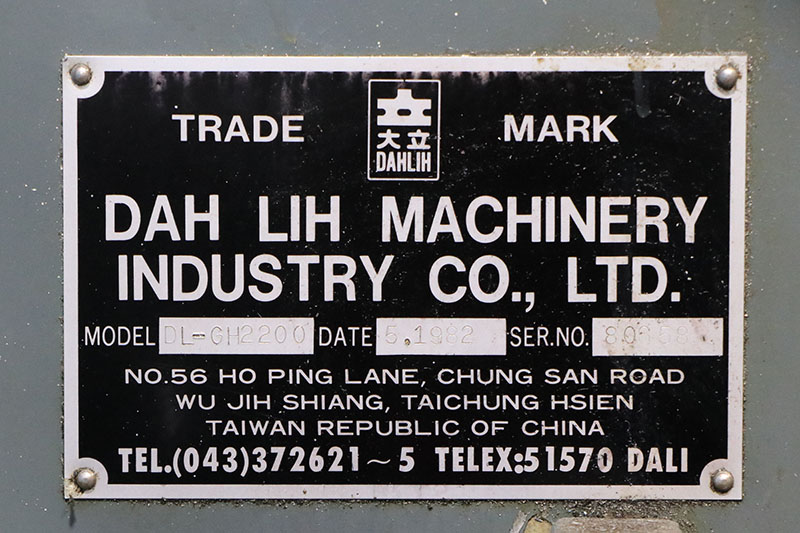 TRADE 大立 MARK
DAHLIH
DAH LIH MACHINERY
INDUSTRY CO., LTD.
MODEL DL-GH2200 DATE 5.1982 SER.NO.
NO.56 HO PING LANE, CHUNG SAN ROAD
WU JIH SHIANG, TAICHUNG HSIEN
TAIWAN REPUBLIC OF CHINA
TEL.(043)372621～5 TELEX:51570 DALI